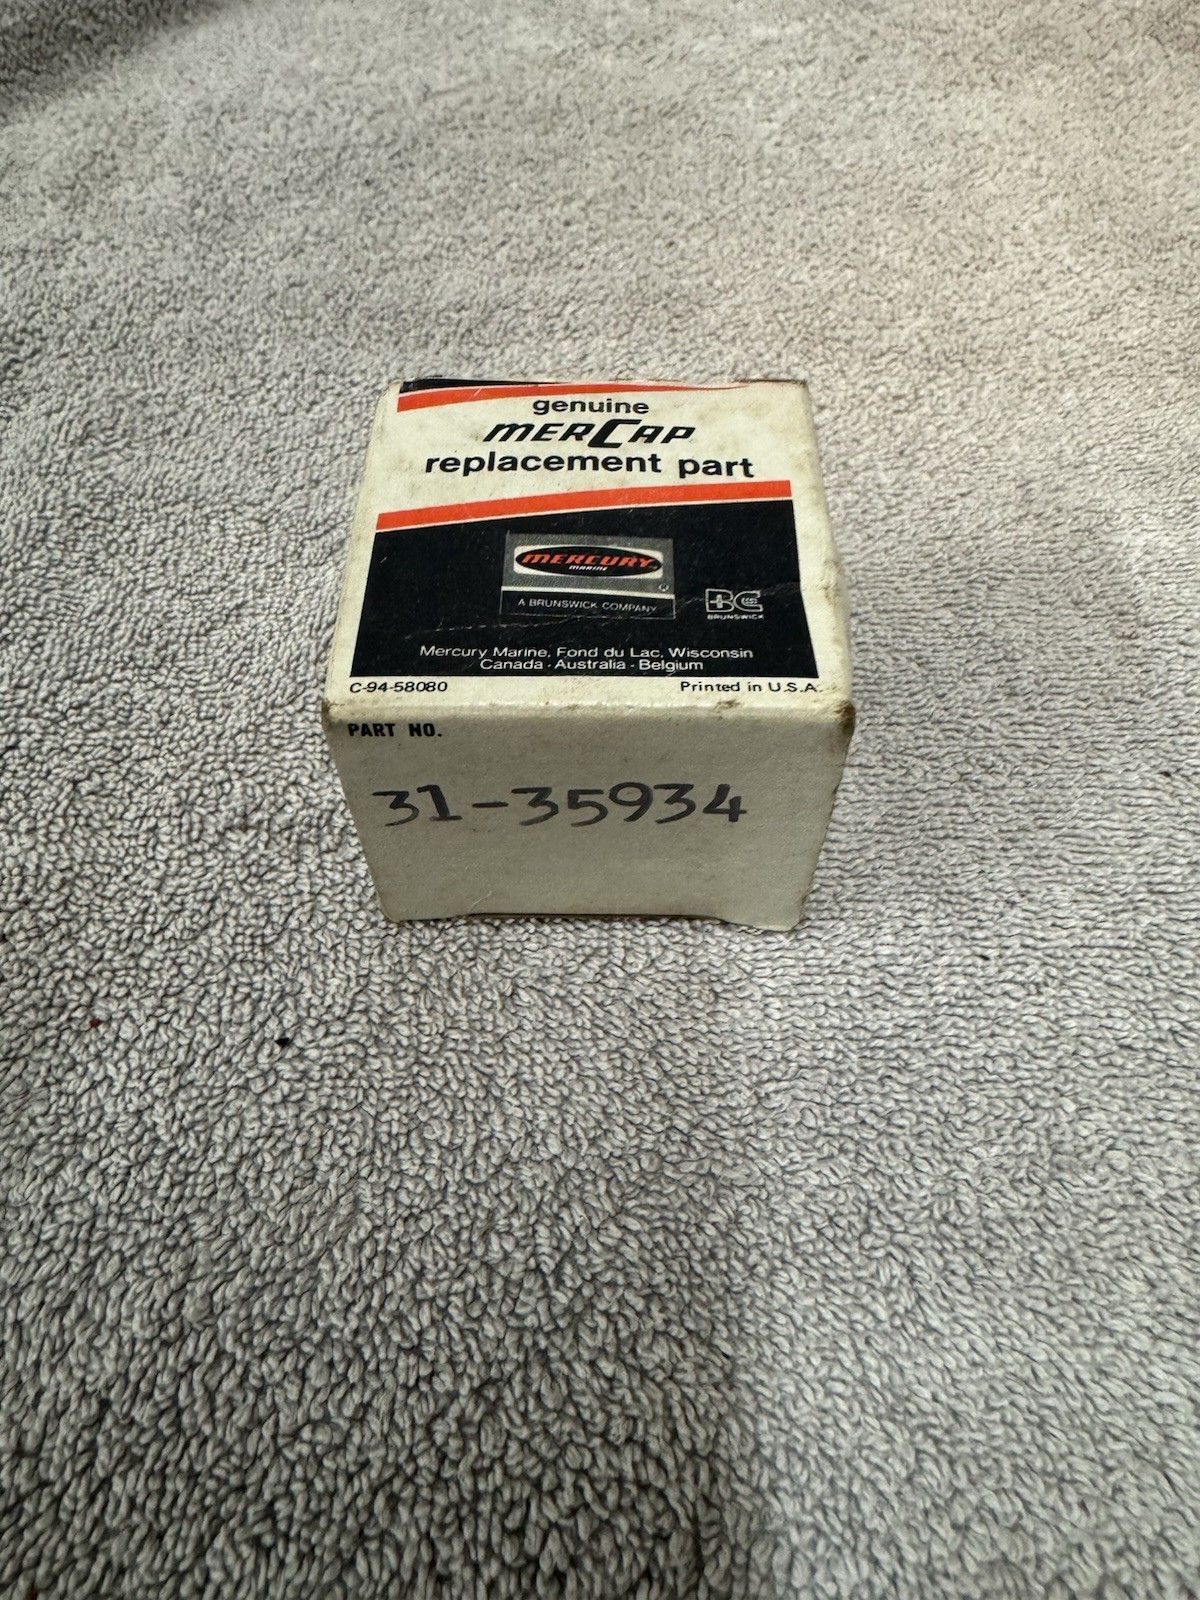 genuine
MERCAP
replacement part
MERCURY
MARINE
A BRUNSWICK COMPANY
BC
BRUNSWICK
Mercury Marine, Fond du Lac, Wisconsin
Canada - Australia - Belgium
C-94-58080 Printed in U.S.A.
PART NO.
31-35934